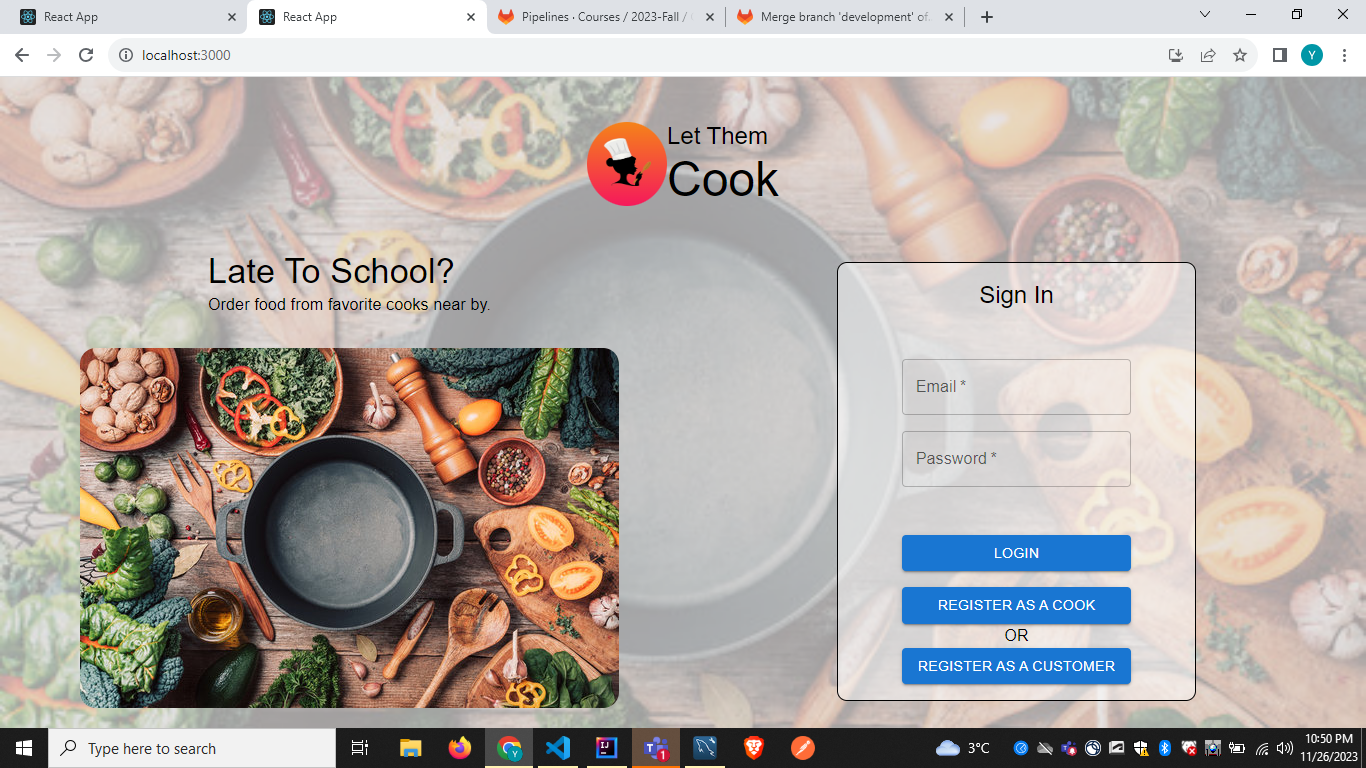 React App
React App
Pipelines · Courses / 2023-Fall /
Merge branch 'development' of
localhost:3000
Y
Let Them
Cook
Late To School?
Order food from favorite cooks near by.
Sign In
Email *
Password *
LOGIN
REGISTER AS A COOK
OR
REGISTER AS A CUSTOMER
Type here to search
1
3°C
10:50 PM
11/26/2023